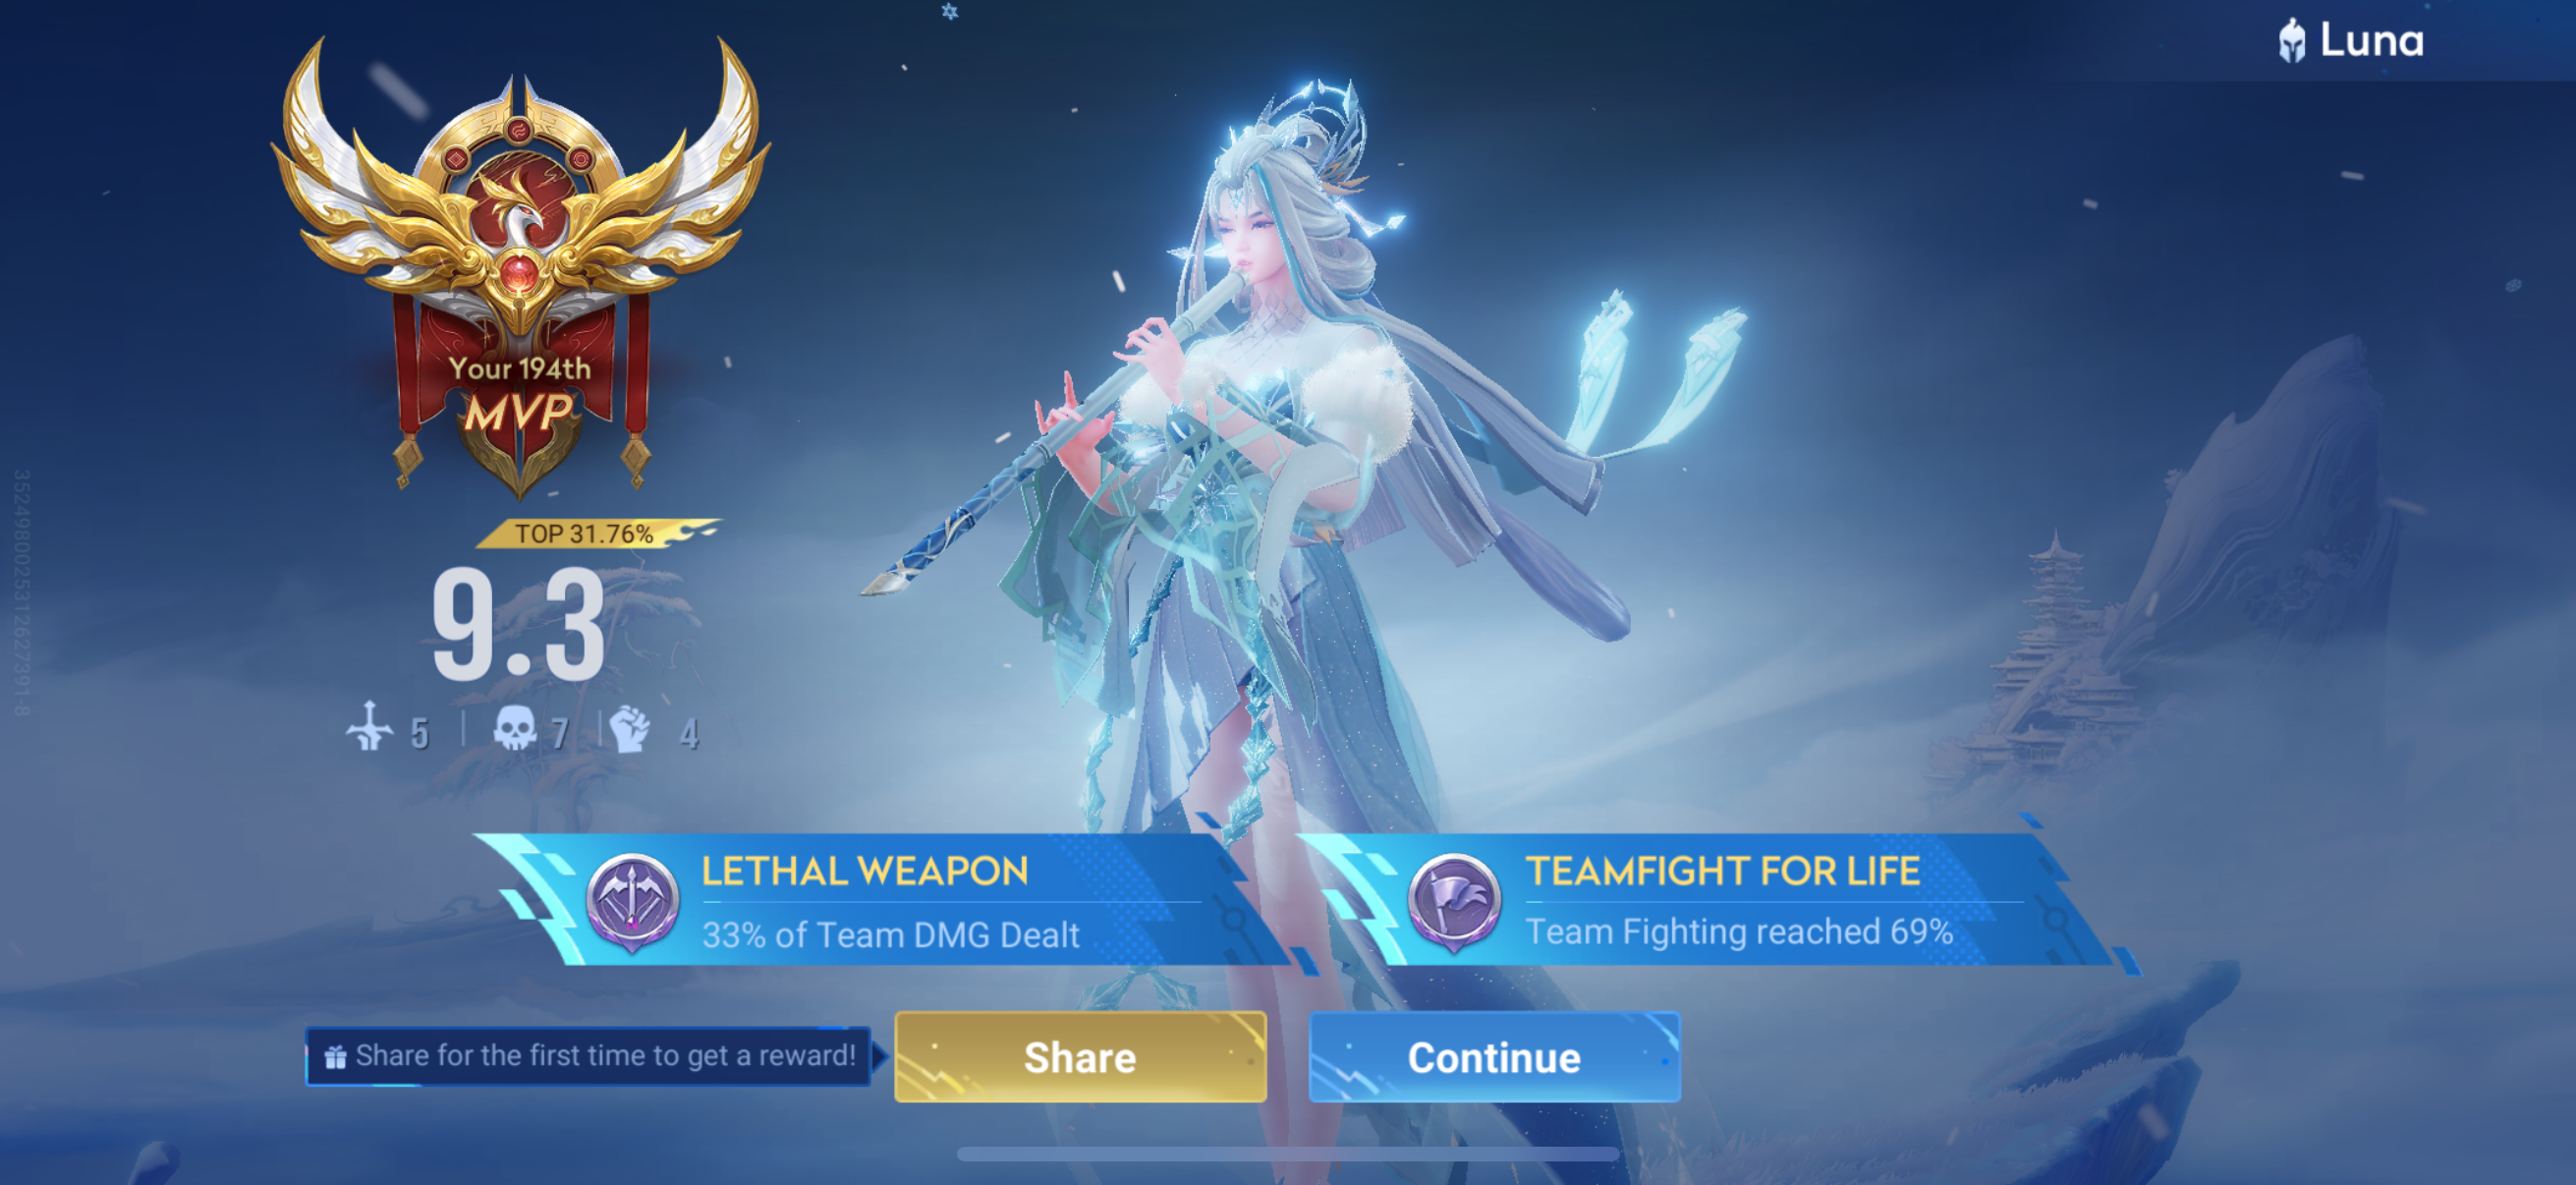 Luna
Your 194th
MVP
TOP 31.76%
9.3
5 7 4
LETHAL WEAPON
33% of Team DMG Dealt
TEAMFIGHT FOR LIFE
Team Fighting reached 69%
Share for the first time to get a reward!
Share
Continue